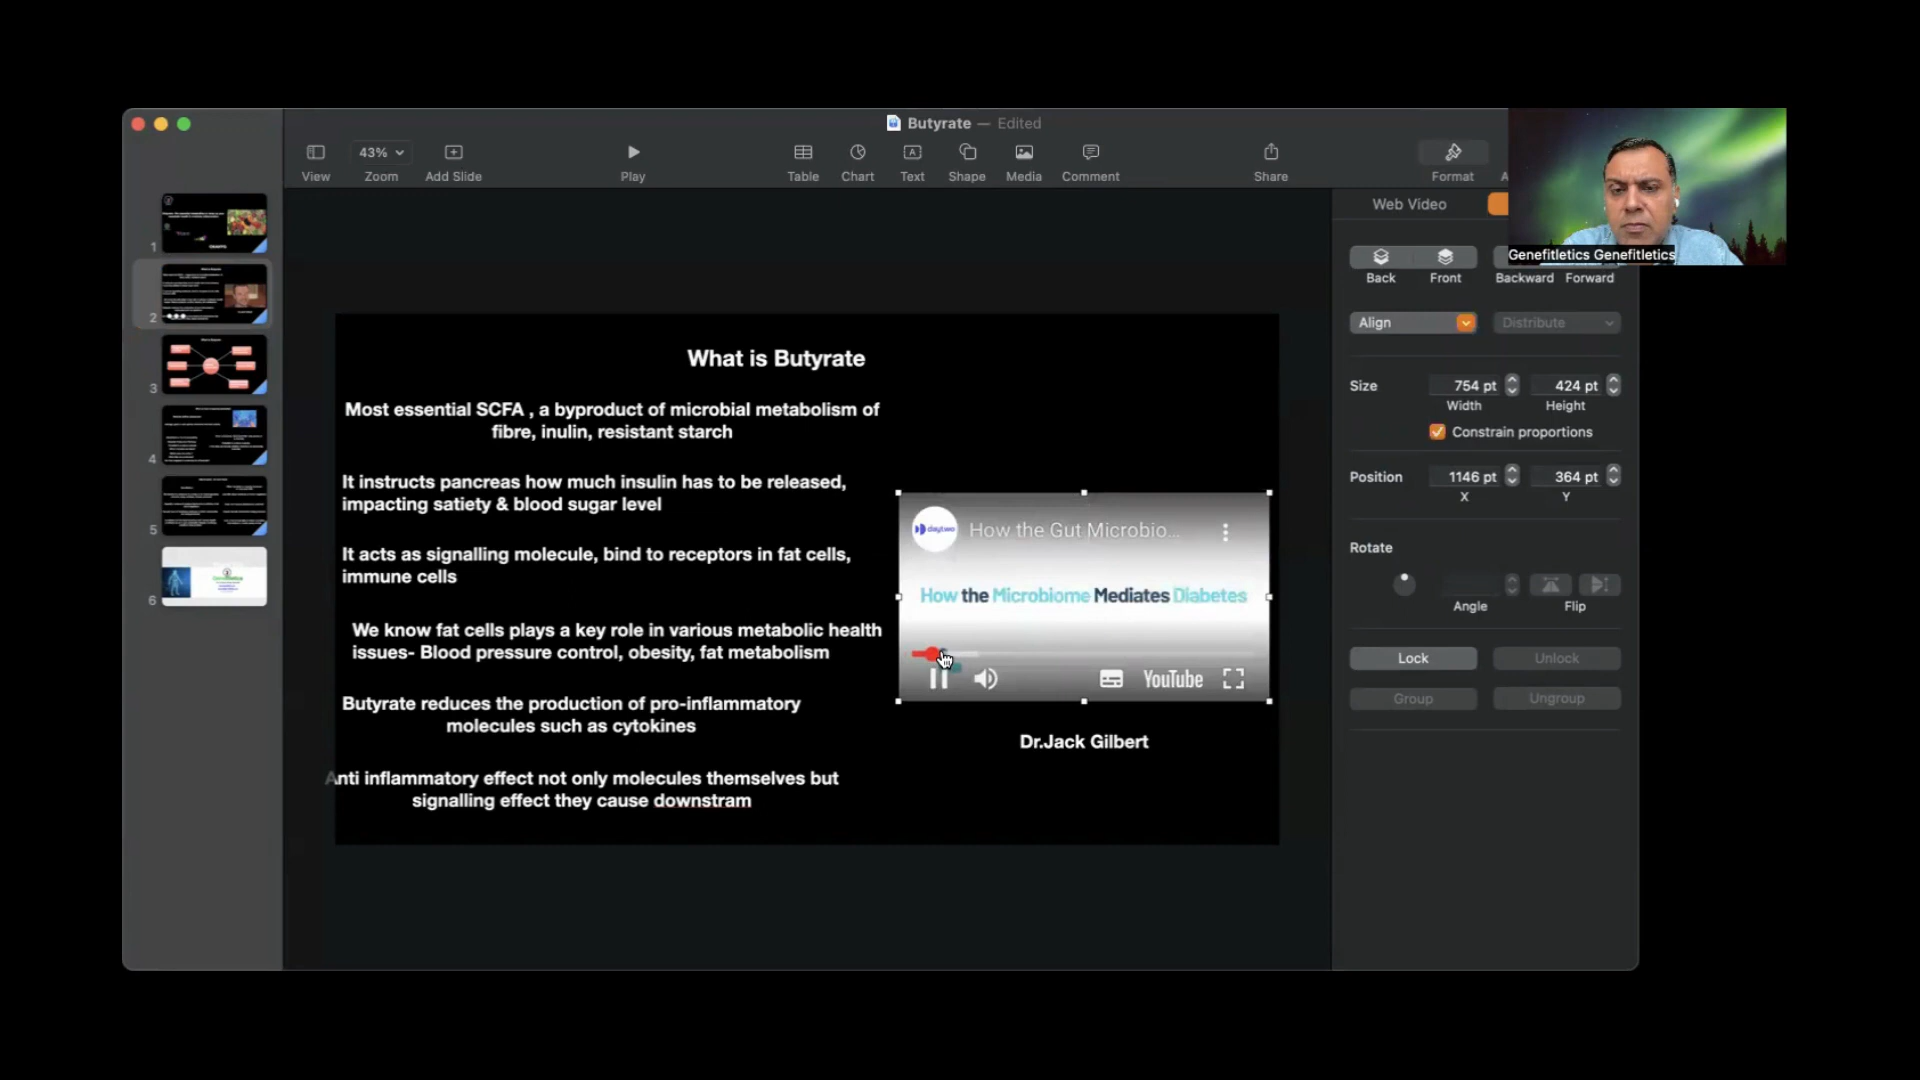 Butyrate — Edited
43%
View
Zoom
Add Slide
Play
Table
Chart
Text
Shape
Media
Comment
Share
Format
Web Video
Genefitletics Genefitletics
Back
Front
Backward
Forward
Align
Distribute
Size
754 pt
424 pt
Width
Height
Constrain proportions
Position
1146 pt
364 pt
X
Y
Rotate
Angle
Flip
Lock
Unlock
Group
Ungroup
1
2
3
4
5
6
What is Butyrate
Most essential SCFA , a byproduct of microbial metabolism of
fibre, inulin, resistant starch
It instructs pancreas how much insulin has to be released,
impacting satiety & blood sugar level
It acts as signalling molecule, bind to receptors in fat cells,
immune cells
We know fat cells plays a key role in various metabolic health
issues- Blood pressure control, obesity, fat metabolism
Butyrate reduces the production of pro-inflammatory
molecules such as cytokines
Anti inflammatory effect not only molecules themselves but
signalling effect they cause downstram
daytwo
How the Gut Microbio...
How the Microbiome Mediates Diabetes
YouTube
Dr.Jack Gilbert